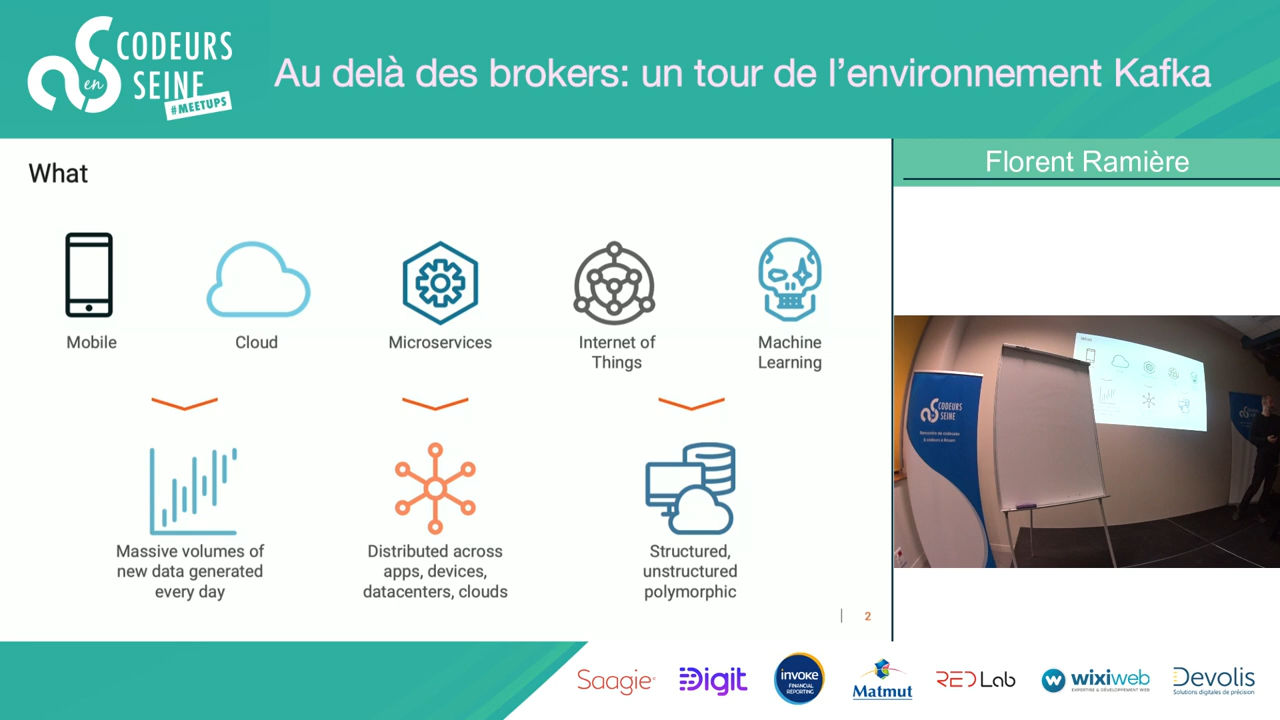 CODEURS
en
SEINE
#MEETUPS
Au delà des brokers: un tour de l'environnement Kafka
What
Mobile
Cloud
Microservices
Internet of
Things
Machine
Learning
Massive volumes of
new data generated
every day
Distributed across
apps, devices,
datacenters, clouds
Structured,
unstructured
polymorphic
2
Florent Ramière
CODEURS
SEINE
Saagie
Digit
invoke
FINANCIAL
REPORTING
Matmut
RED Lab
wixiweb
EXPERTISE & DÉVELOPPEMENT WEB
Devolis
Solutions digitales de précision